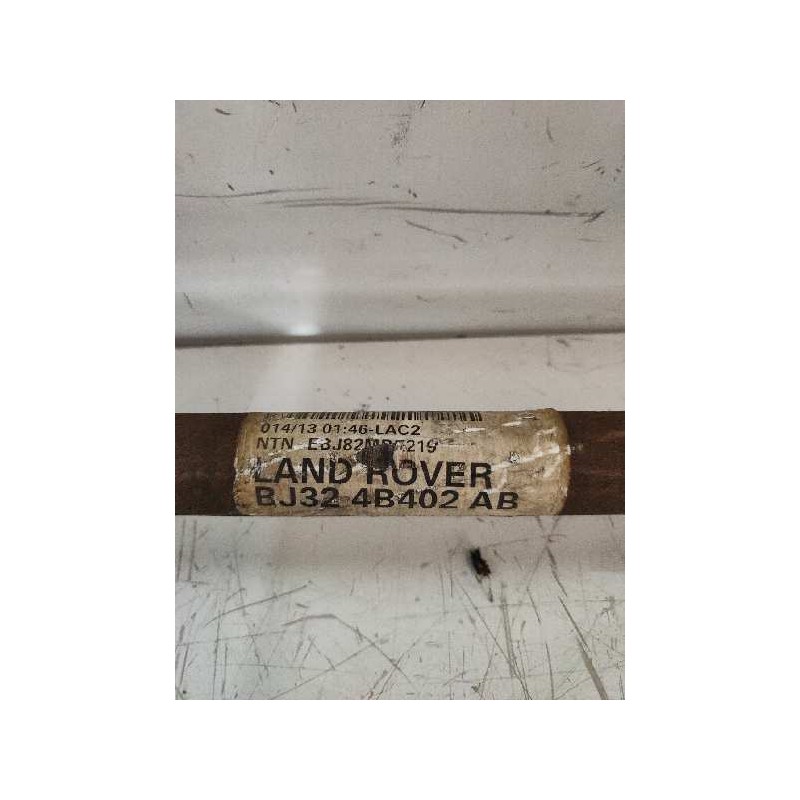 014/13 01:46-LAC2
NTN
LAND ROVER
BJ32 4B402 AB